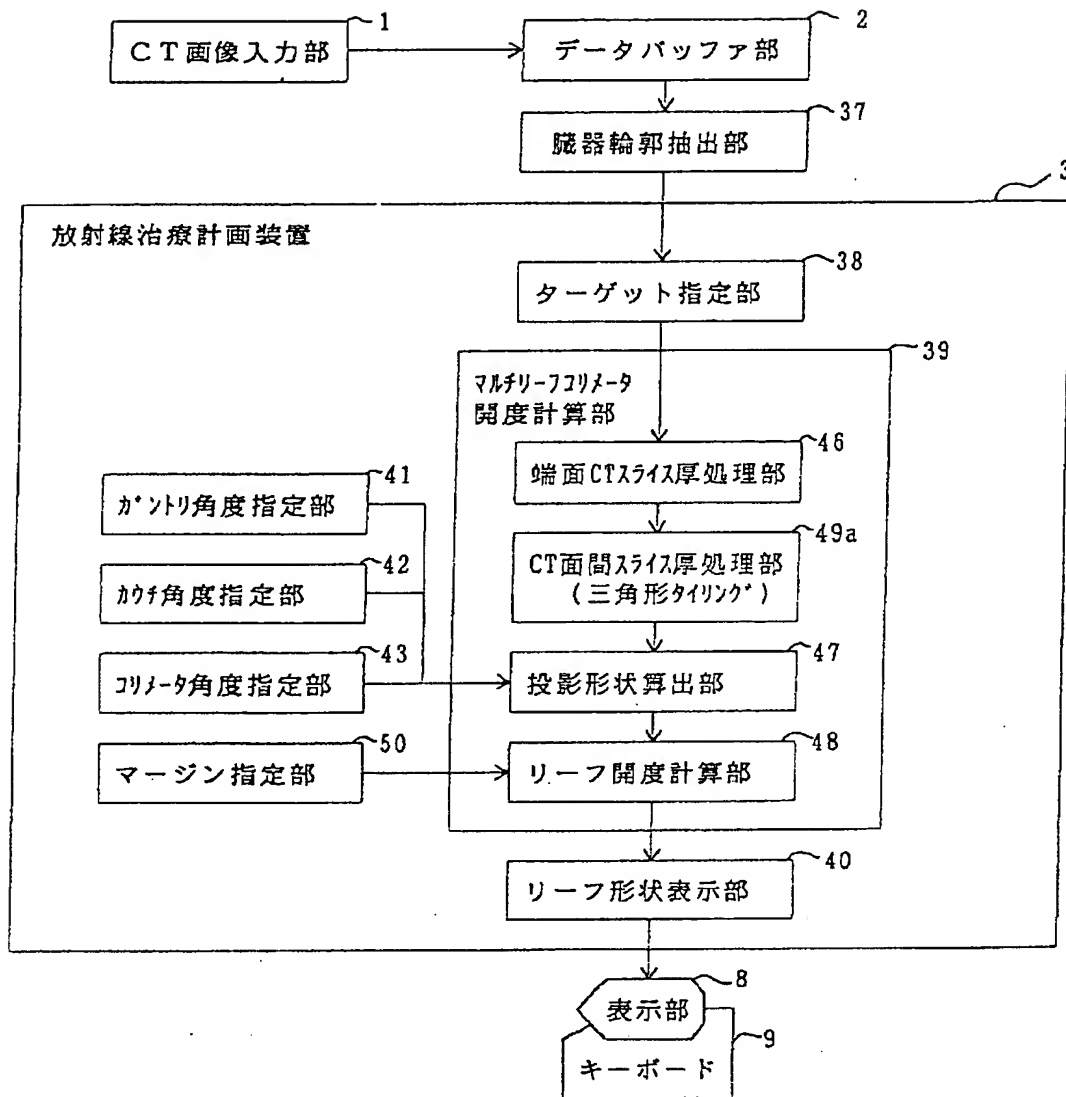 1
CT画像入力部
2
データバッファ部
37
臓器輪郭抽出部
3
放射線治療計画装置
38
ターゲット指定部
39
マルチリーフコリメータ
開度計算部
46
端面CTスライス厚処理部
41
ガントリ角度指定部
49a
CT面間スライス厚処理部
(三角形タイリング)
42
カウチ角度指定部
43
コリメータ角度指定部
47
投影形状算出部
50
マージン指定部
48
リーフ開度計算部
40
リーフ形状表示部
8
表示部
9
キーボード